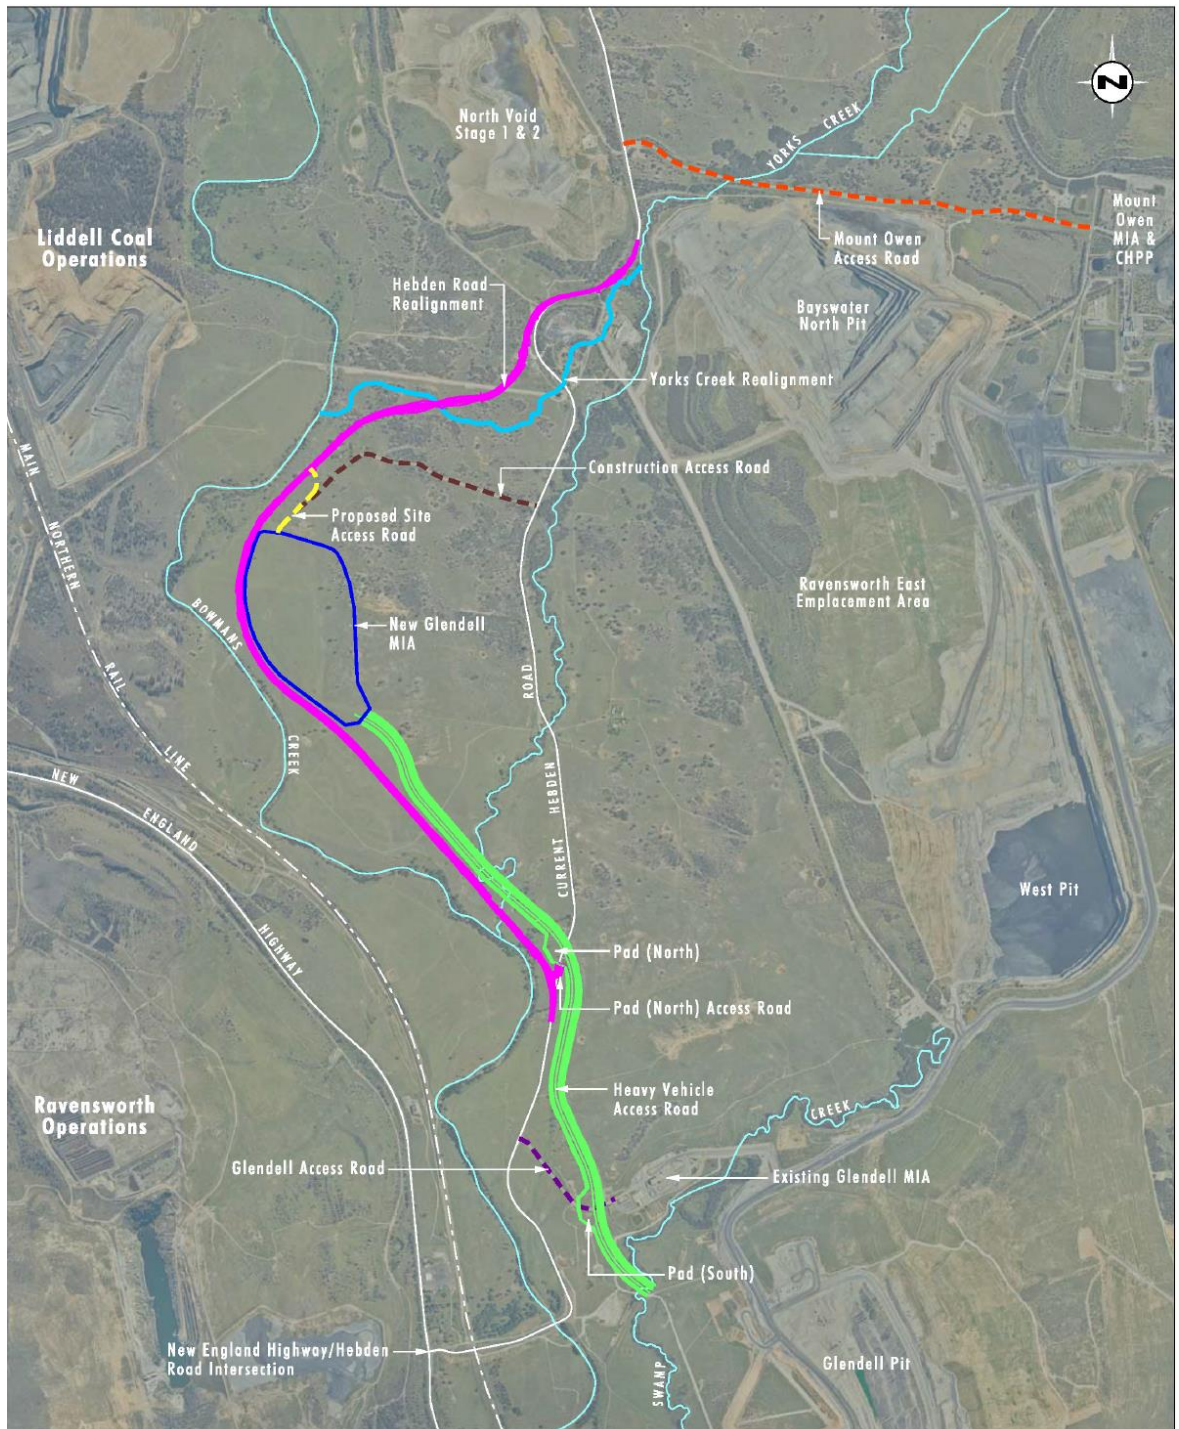 North Void
Stage 1 & 2
N
YORKS CREEK
Liddell Coal
Operations
Mount
Owen
MIA &
CHPP
Mount Owen
Access Road
Hebden Road
Realignment
Bayswater
North Pit
Yorks Creek Realignment
MAIN NORTHERN RAIL LINE
Construction Access Road
Proposed Site
Access Road
Ravensworth East
Emplacement Area
BOWMANS CREEK
New Glendell
MIA
CURRENT HEBDEN ROAD
NEW ENGLAND HIGHWAY
West Pit
Pad (North)
Pad (North) Access Road
Heavy Vehicle
Access Road
Ravensworth
Operations
SWANP CREEK
Glendell Access Road
Existing Glendell MIA
Pad (South)
New England Highway/Hebden
Road Intersection
Glendell Pit